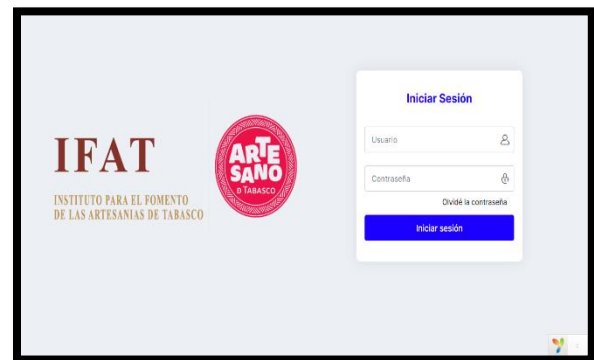 IFAT
INSTITUTO PARA EL FOMENTO
DE LAS ARTESANIAS DE TABASCO
ARTE
SANO
D TABASCO
Iniciar Sesión
Usuario
Contraseña
Olvidé la contraseña
Iniciar sesión